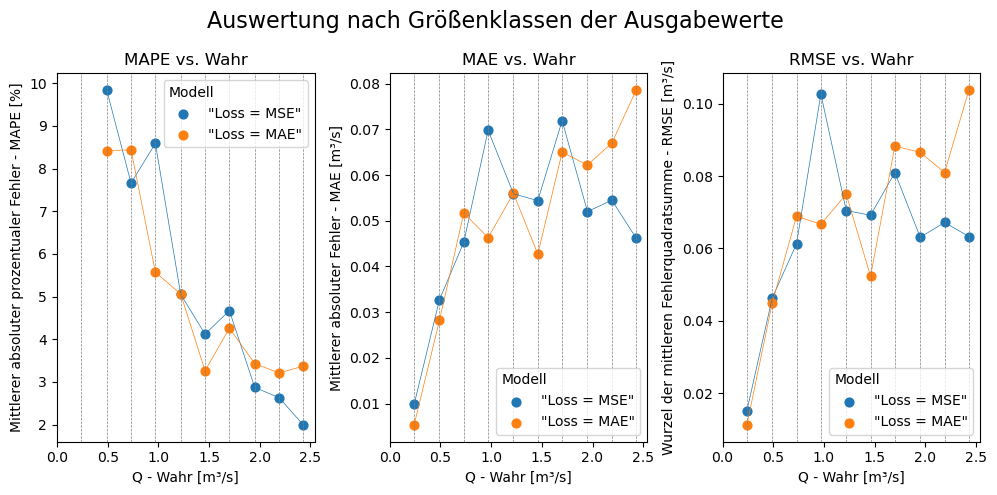 Auswertung nach Größenklassen der Ausgabewerte
MAPE vs. Wahr
Mittlerer absoluter prozentualer Fehler - MAPE [%]
10
9
8
7
6
5
4
3
2
Modell
"Loss = MSE"
"Loss = MAE"
0.0 0.5 1.0 1.5 2.0 2.5
Q - Wahr [m³/s]
MAE vs. Wahr
Mittlerer absoluter Fehler - MAE [m³/s]
0.08
0.07
0.06
0.05
0.04
0.03
0.02
0.01
Modell
"Loss = MSE"
"Loss = MAE"
0.0 0.5 1.0 1.5 2.0 2.5
Q - Wahr [m³/s]
RMSE vs. Wahr
Wurzel der mittleren Fehlerquadratsumme - RMSE [m³/s]
0.10
0.08
0.06
0.04
0.02
Modell
"Loss = MSE"
"Loss = MAE"
0.0 0.5 1.0 1.5 2.0 2.5
Q - Wahr [m³/s]